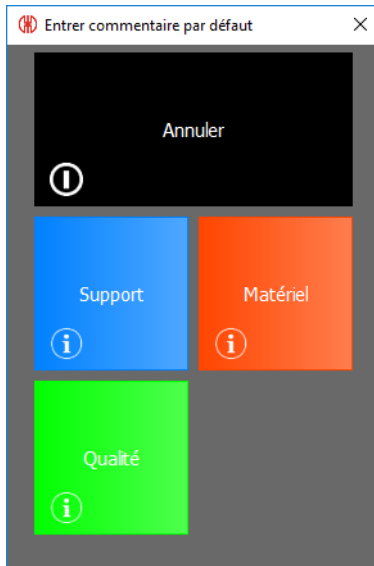 Entrer commentaire par défaut
Annuler
Support
Matériel
Qualité